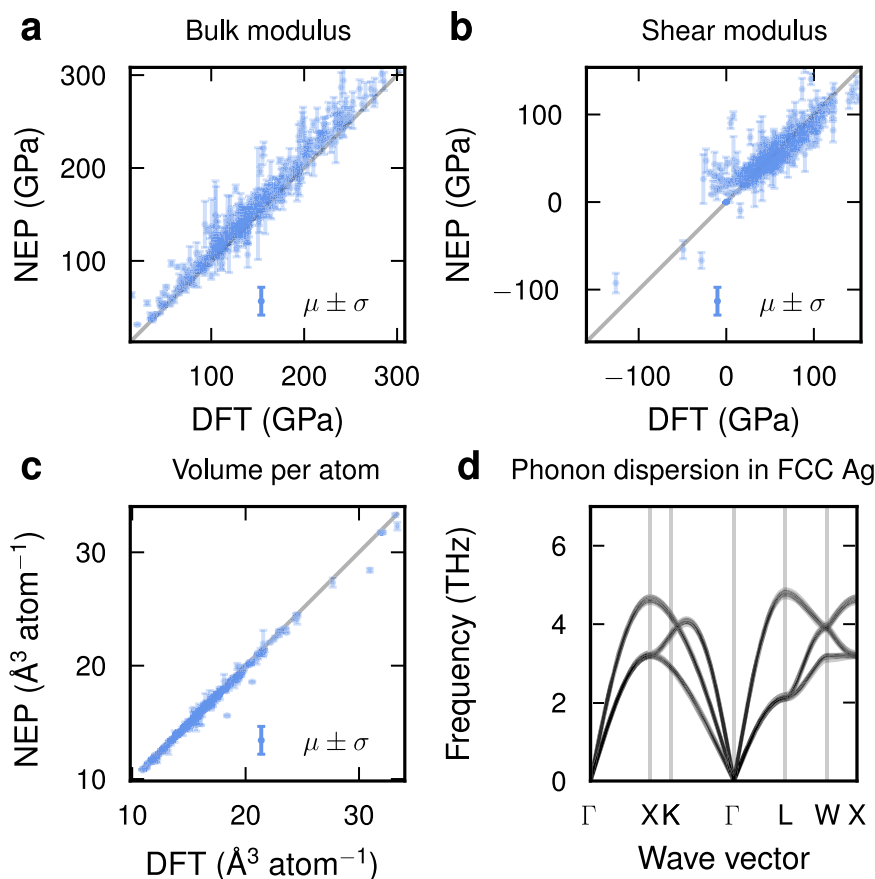 a Bulk modulus
NEP (GPa)
300
200
100
μ ± σ
100 200 300
DFT (GPa)
b Shear modulus
NEP (GPa)
100
0
−100
μ ± σ
−100 0 100
DFT (GPa)
c Volume per atom
NEP (Å³ atom⁻¹)
30
20
10
μ ± σ
10 20 30
DFT (Å³ atom⁻¹)
d Phonon dispersion in FCC Ag
Frequency (THz)
6
4
2
0
Γ X K Γ L W X
Wave vector